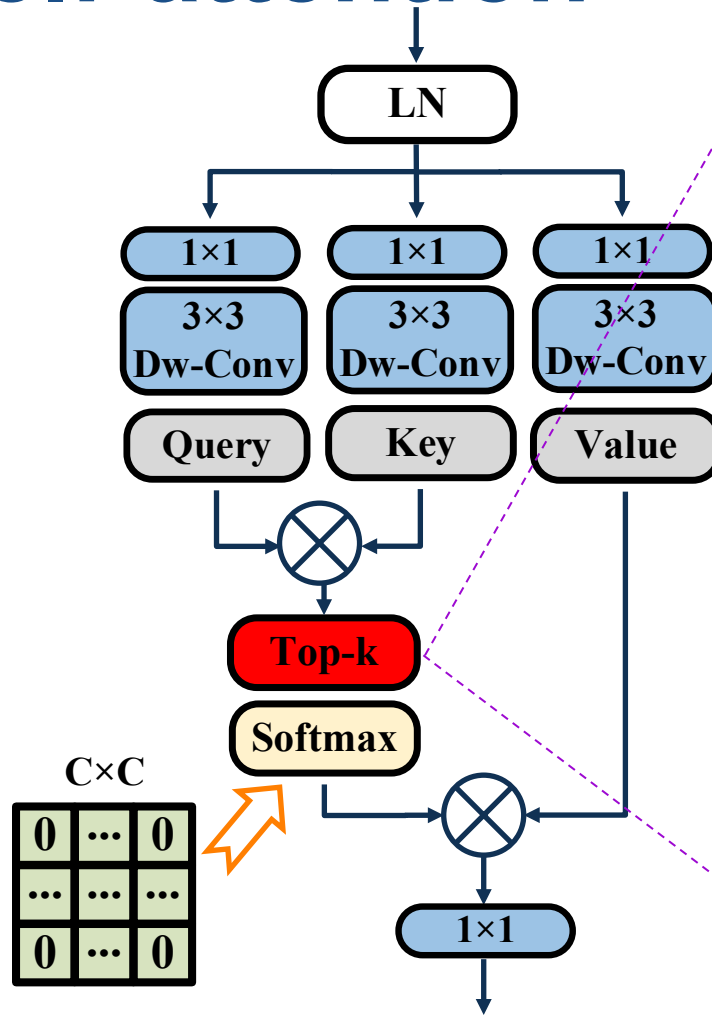 LN
1×1 1×1 1×1
3×3 3×3 3×3
Dw-Conv Dw-Conv Dw-Conv
Query Key Value
Top-k
Softmax
C×C
0 ... 0
... ... ...
0 ... 0
1×1